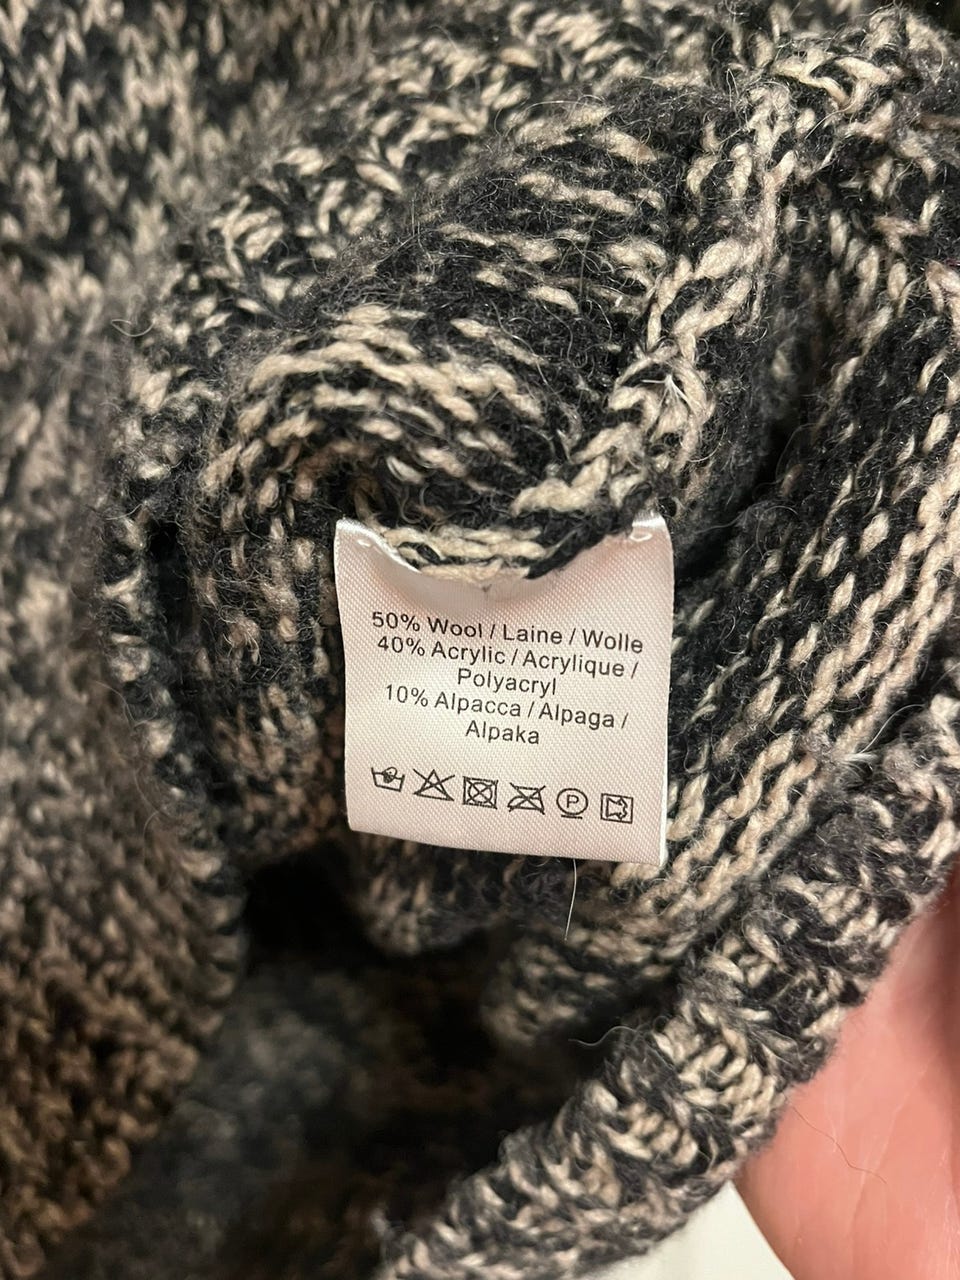 50% Wool / Laine / Wolle
40% Acrylic / Acrylique /
Polyacryl
10% Alpacca / Alpaga /
Alpaka
P